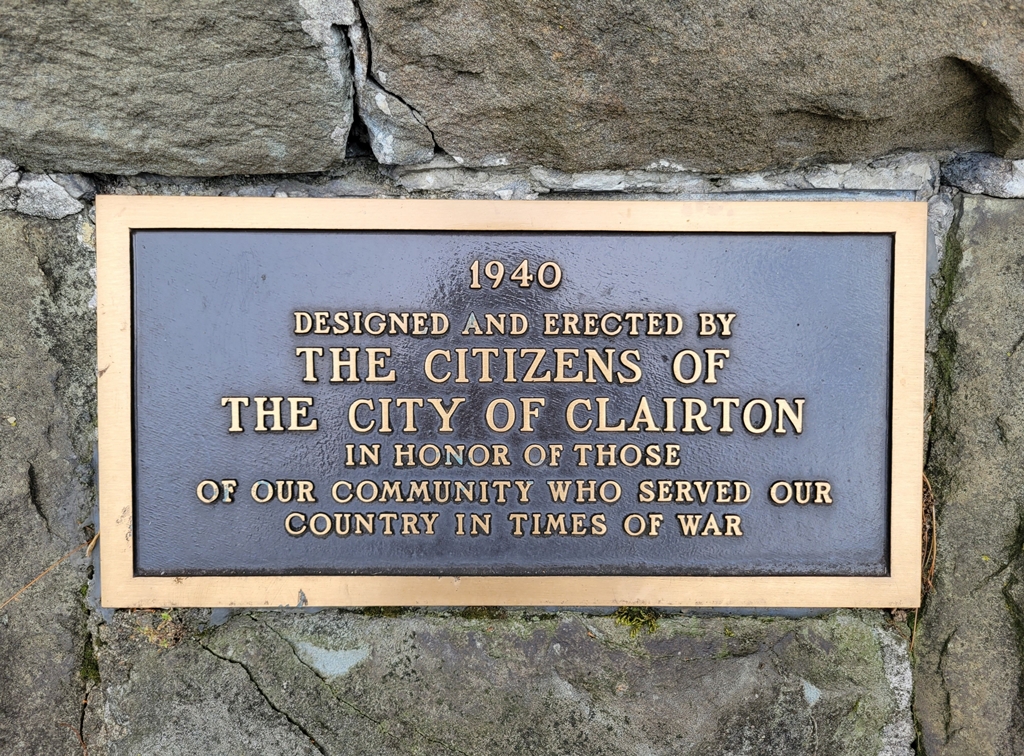 1940
DESIGNED AND ERECTED BY
THE CITIZENS OF
THE CITY OF CLAIRTON
IN HONOR OF THOSE
OF OUR COMMUNITY WHO SERVED OUR
COUNTRY IN TIMES OF WAR